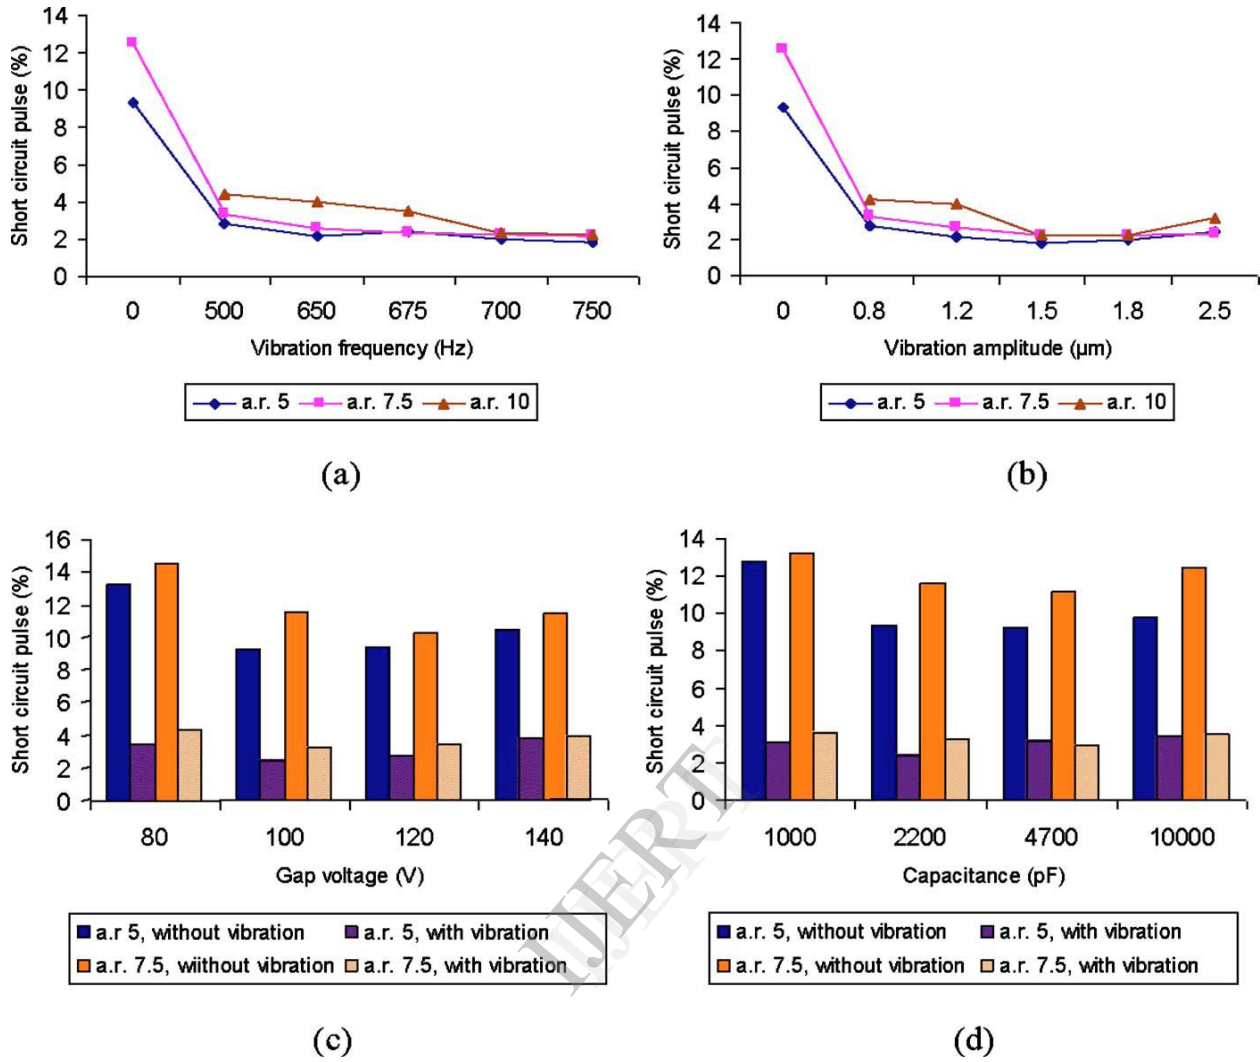 Short circuit pulse (%)
14
12
10
8
6
4
2
0
0 500 650 675 700 750
Vibration frequency (Hz)
a.r. 5 a.r. 7.5 a.r. 10
(a)
Short circuit pulse (%)
14
12
10
8
6
4
2
0
0 0.8 1.2 1.5 1.8 2.5
Vibration amplitude (µm)
a.r. 5 a.r. 7.5 a.r. 10
(b)
Short circuit pulse (%)
16
14
12
10
8
6
4
2
0
80 100 120 140
Gap voltage (V)
a.r 5, without vibration a.r. 5, with vibration
a.r. 7.5, wiithout vibration a.r. 7.5, with vibration
(c)
Short circuit pulse (%)
14
12
10
8
6
4
2
0
1000 2200 4700 10000
Capacitance (pF)
a.r. 5, without vibration a.r. 5, with vibration
a.r. 7.5, without vibration a.r. 7.5, with vibration
(d)
IJERT